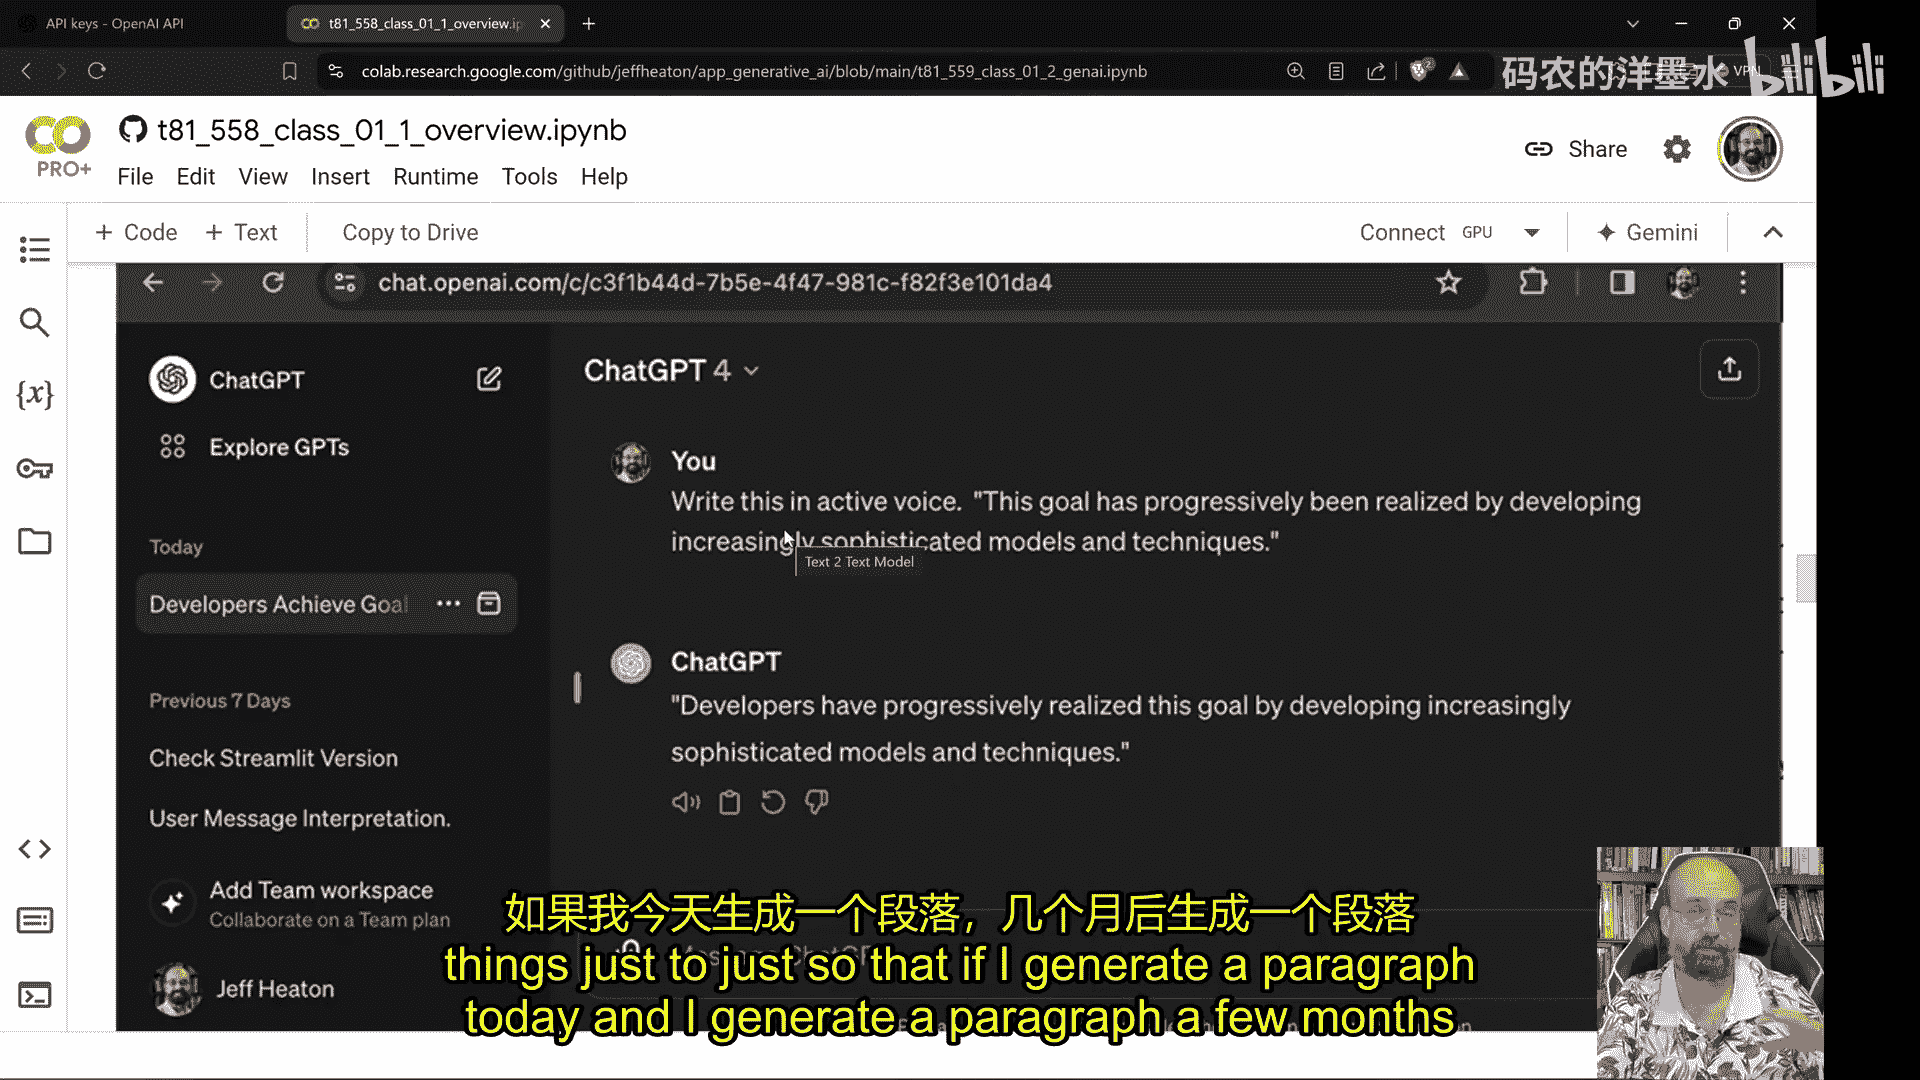 API keys - OpenAI API
t81_558_class_01_1_overview.ip
colab.research.google.com/github/jeffheaton/app_generative_ai/blob/main/t81_559_class_01_2_genai.ipynb
2
VPN
码农的洋墨水 bilibili
t81_558_class_01_1_overview.ipynb
PRO+
File Edit View Insert Runtime Tools Help
Share
+ Code + Text Copy to Drive
Connect GPU Gemini
chat.openai.com/c/c3f1b44d-7b5e-4f47-981c-f82f3e101da4
ChatGPT
Explore GPTs
Today
Developers Achieve Goal
Previous 7 Days
Check Streamlit Version
User Message Interpretation.
Add Team workspace
Collaborate on a Team plan
Jeff Heaton
ChatGPT 4
You
Write this in active voice. "This goal has progressively been realized by developing
increasingly sophisticated models and techniques."
Text 2 Text Model
ChatGPT
"Developers have progressively realized this goal by developing increasingly
sophisticated models and techniques."
如果我今天生成一个段落，几个月后生成一个段落
things just to just so that if I generate a paragraph
today and I generate a paragraph a few months
{x}